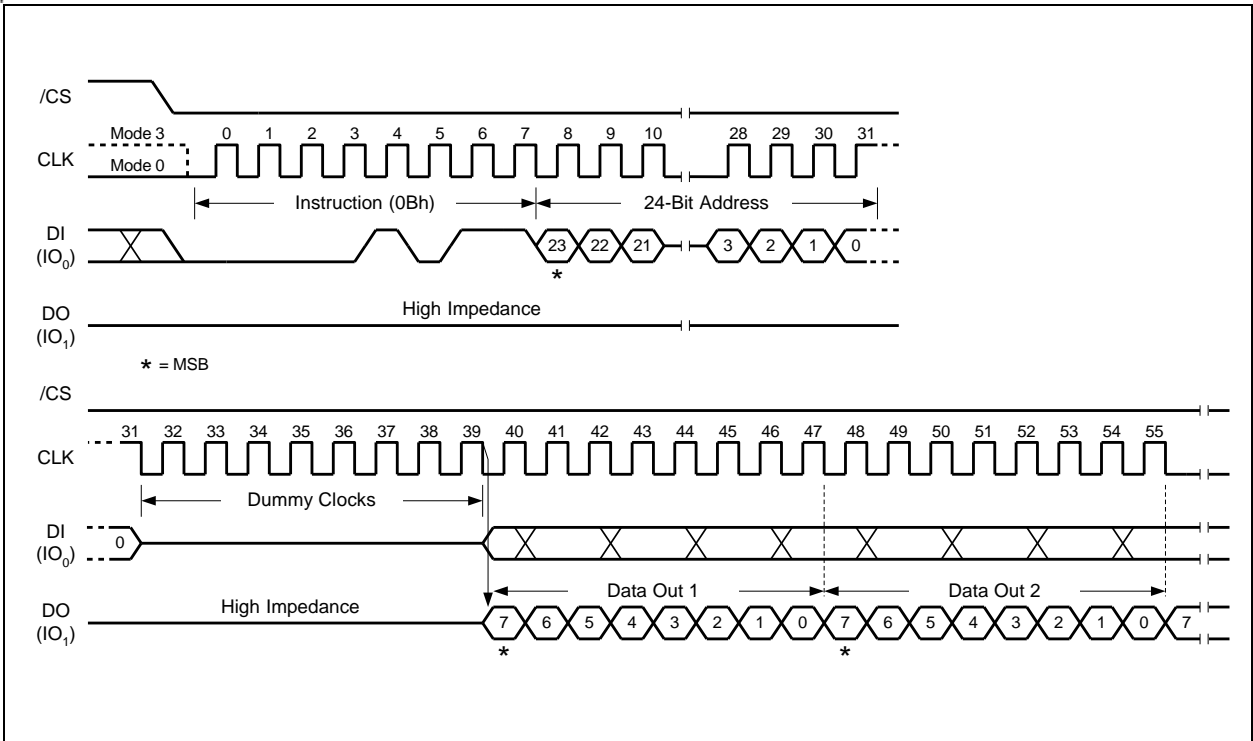 /CS
Mode 3 0 1 2 3 4 5 6 7 8 9 10 28 29 30 31
CLK
Mode 0
Instruction (0Bh) 24-Bit Address
DI
(IO0) 23 22 21 3 2 1 0
*
High Impedance
DO
(IO1)
* = MSB
/CS
31 32 33 34 35 36 37 38 39 40 41 42 43 44 45 46 47 48 49 50 51 52 53 54 55
CLK
Dummy Clocks
DI
(IO0) 0
Data Out 1 Data Out 2
High Impedance
DO
(IO1) 7 6 5 4 3 2 1 0 7 6 5 4 3 2 1 0 7
* *